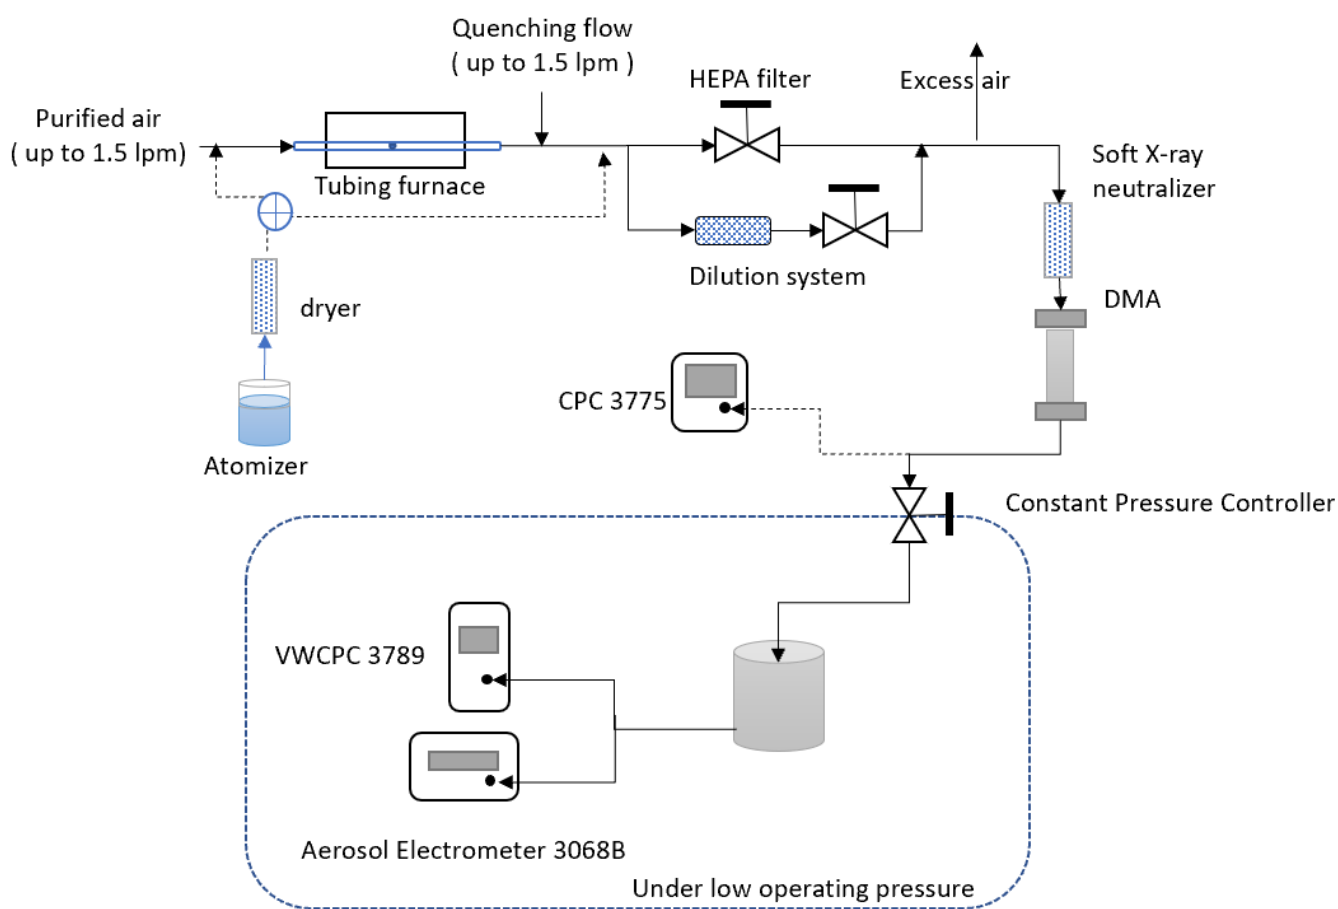 Quenching flow
( up to 1.5 lpm )
HEPA filter
Excess air
Purified air
( up to 1.5 lpm)
Soft X-ray
neutralizer
Tubing furnace
Dilution system
DMA
dryer
CPC 3775
Atomizer
Constant Pressure Controller
VWCPC 3789
Aerosol Electrometer 3068B
Under low operating pressure